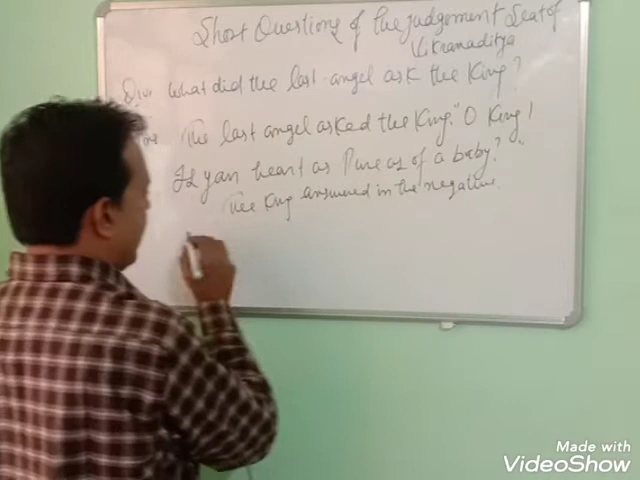 Short Questions of the judgement Seat of
Vikramaditya
What did the last angel ask the King?
The last angel asked the King." O King!
Is your heart as Pure as of a baby?"
The King answered in the negative.
Made with
VideoShow